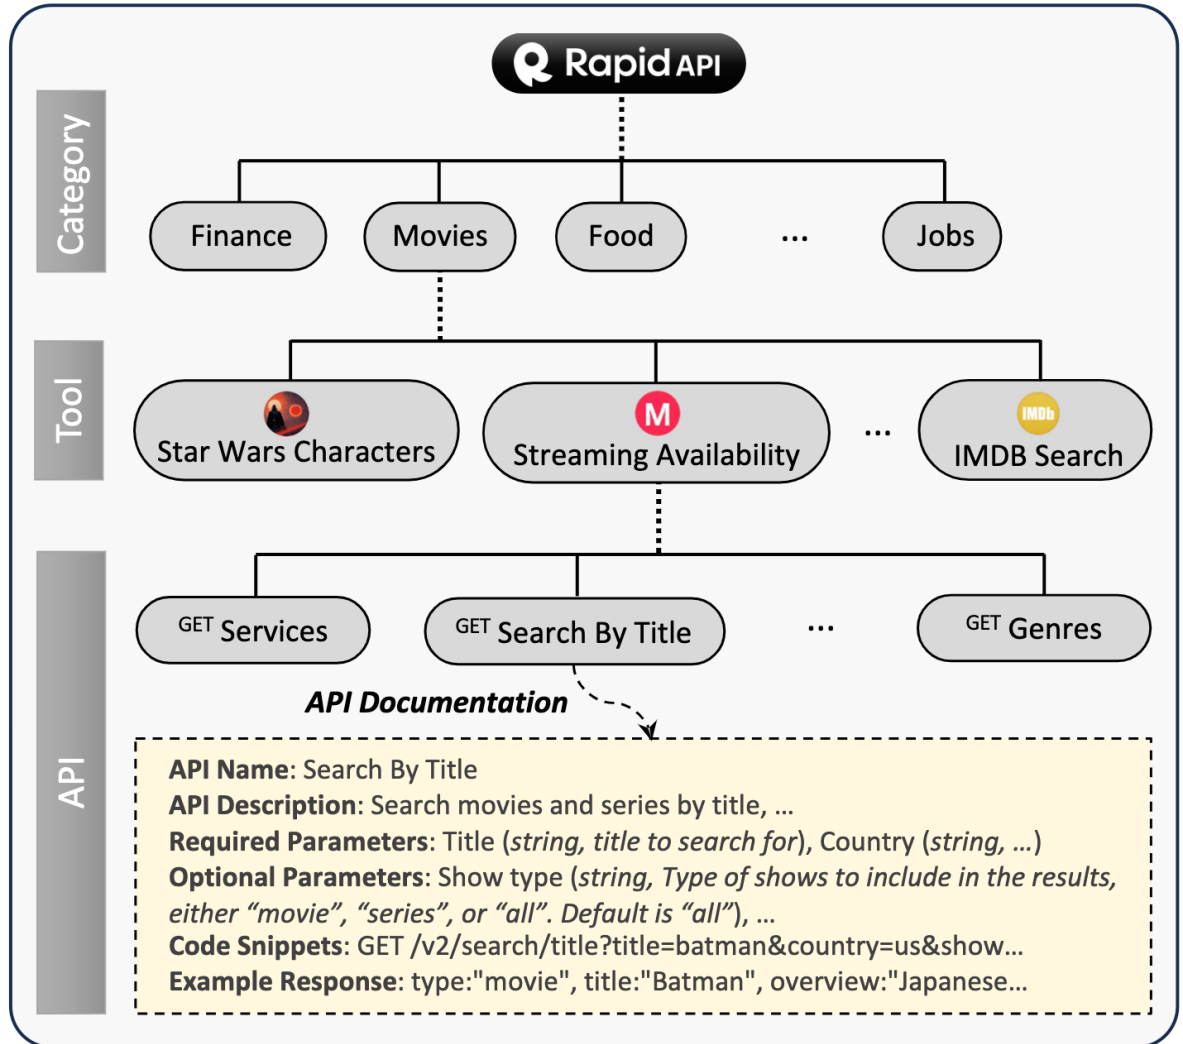 Rapid API
Category
Finance
Movies
Food
...
Jobs
Tool
Star Wars Characters
M
Streaming Availability
...
IMDb
IMDB Search
API
GET Services
GET Search By Title
...
GET Genres
API Documentation
API Name: Search By Title
API Description: Search movies and series by title, ...
Required Parameters: Title (string, title to search for), Country (string, ...)
Optional Parameters: Show type (string, Type of shows to include in the results,
either “movie”, “series”, or “all”. Default is “all”), ...
Code Snippets: GET /v2/search/title?title=batman&country=us&show...
Example Response: type:"movie", title:"Batman", overview:"Japanese...